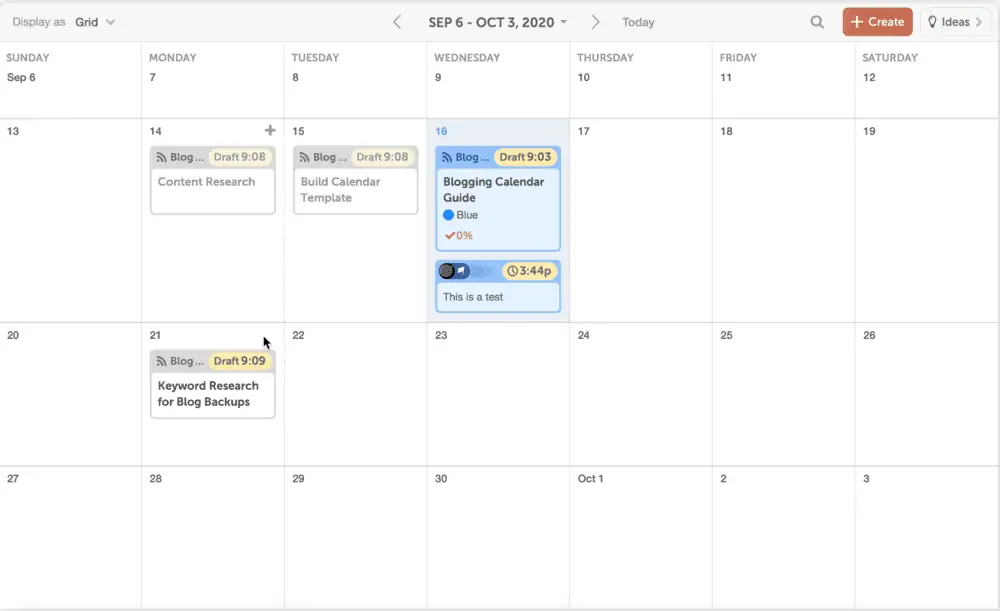 Display as Grid
SEP 6 - OCT 3, 2020
Today
Create
Ideas
SUNDAY MONDAY TUESDAY WEDNESDAY THURSDAY FRIDAY SATURDAY
Sep 6 7 8 9 10 11 12
13 14 15 16 17 18 19
Blog ... Draft 9:08
Content Research
Blog ... Draft 9:08
Build Calendar
Template
Blog ... Draft 9:03
Blogging Calendar
Guide
Blue
0%
3:44p
This is a test
20 21 22 23 24 25 26
Blog ... Draft 9:09
Keyword Research
for Blog Backups
27 28 29 30 Oct 1 2 3